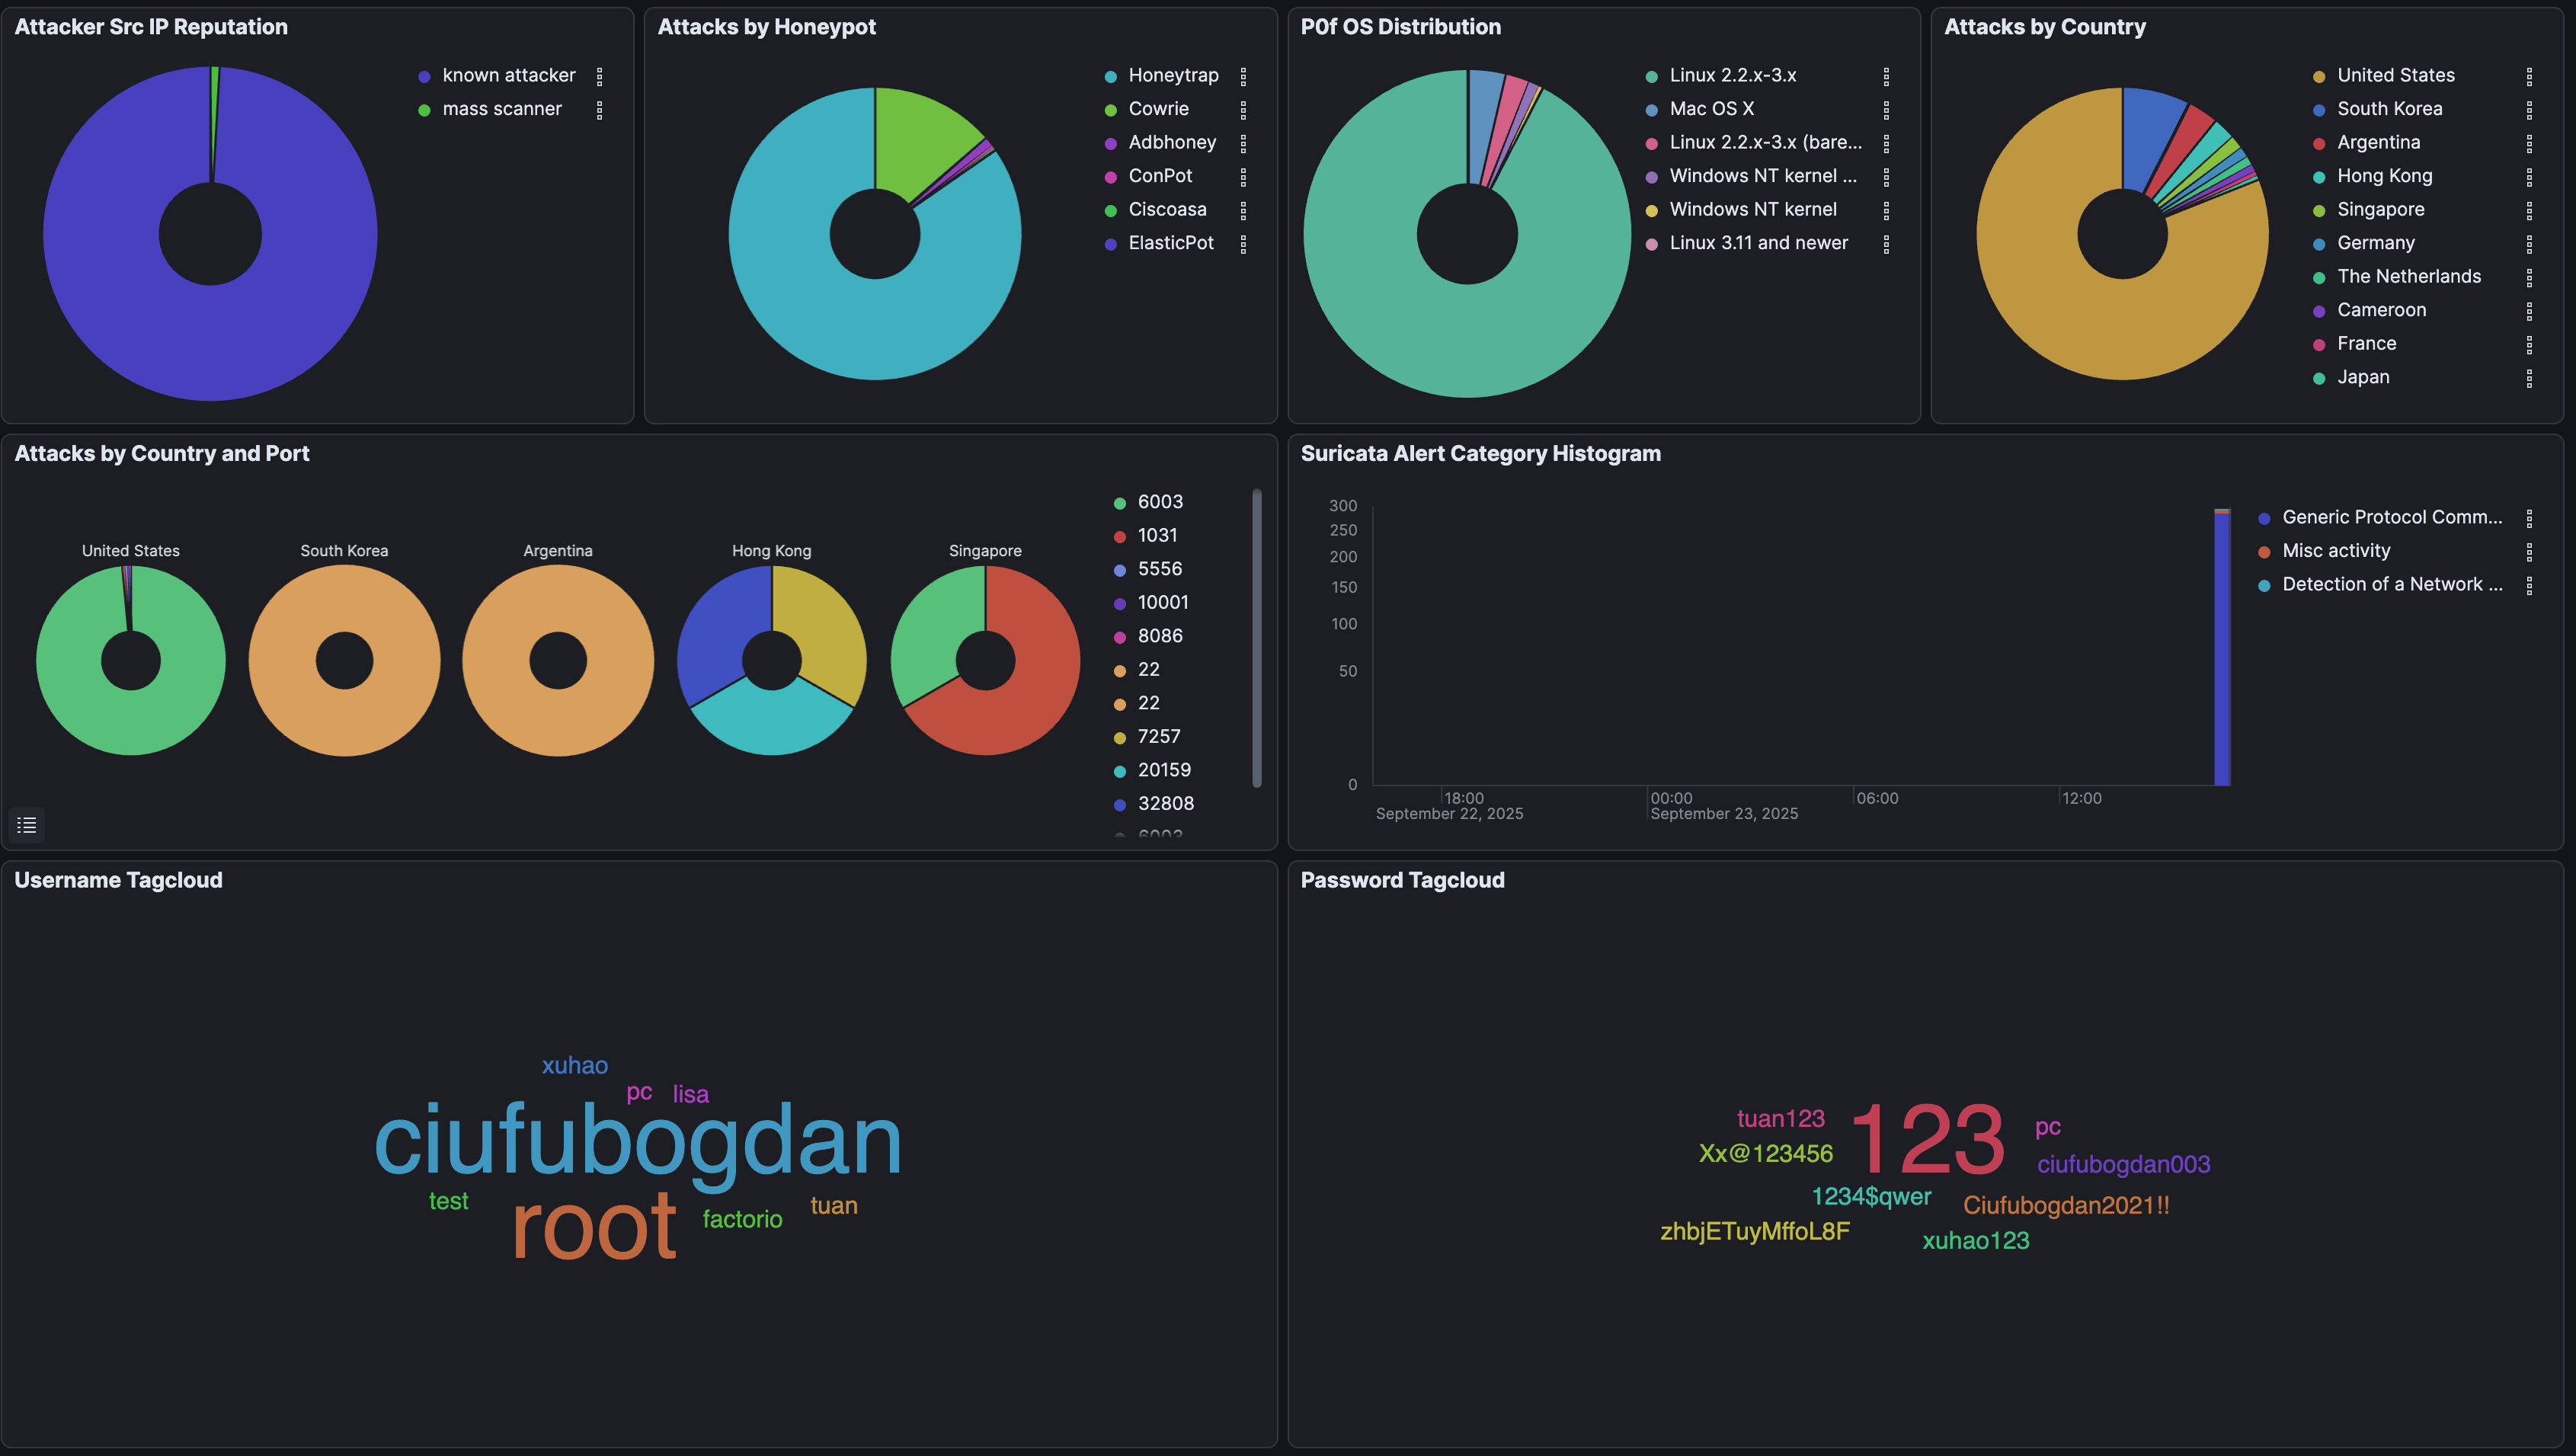 Attacker Src IP Reputation
known attacker
mass scanner
Attacks by Honeypot
Honeytrap
Cowrie
Adbhoney
ConPot
Ciscoasa
ElasticPot
P0f OS Distribution
Linux 2.2.x-3.x
Mac OS X
Linux 2.2.x-3.x (bare...
Windows NT kernel ...
Windows NT kernel
Linux 3.11 and newer
Attacks by Country
United States
South Korea
Argentina
Hong Kong
Singapore
Germany
The Netherlands
Cameroon
France
Japan
Attacks by Country and Port
United States
South Korea
Argentina
Hong Kong
Singapore
6003
1031
5556
10001
8086
22
22
7257
20159
32808
6003
Suricata Alert Category Histogram
300
250
200
150
100
50
0
18:00
September 22, 2025
00:00
September 23, 2025
06:00
12:00
Generic Protocol Comm...
Misc activity
Detection of a Network ...
Username Tagcloud
xuhao
pc lisa
ciufubogdan
test
root
factorio
tuan
Password Tagcloud
tuan123
123
pc
Xx@123456
ciufubogdan003
1234$qwer
Ciufubogdan2021!!
zhbjETuyMffoL8F
xuhao123